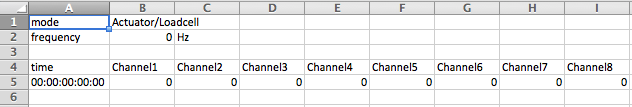 A B C D E F G H I
1 mode Actuator/Loadcell
2 frequency 0 Hz
3
4 time Channel1 Channel2 Channel3 Channel4 Channel5 Channel6 Channel7 Channel8
5 00:00:00:00:00 0 0 0 0 0 0 0 0
6